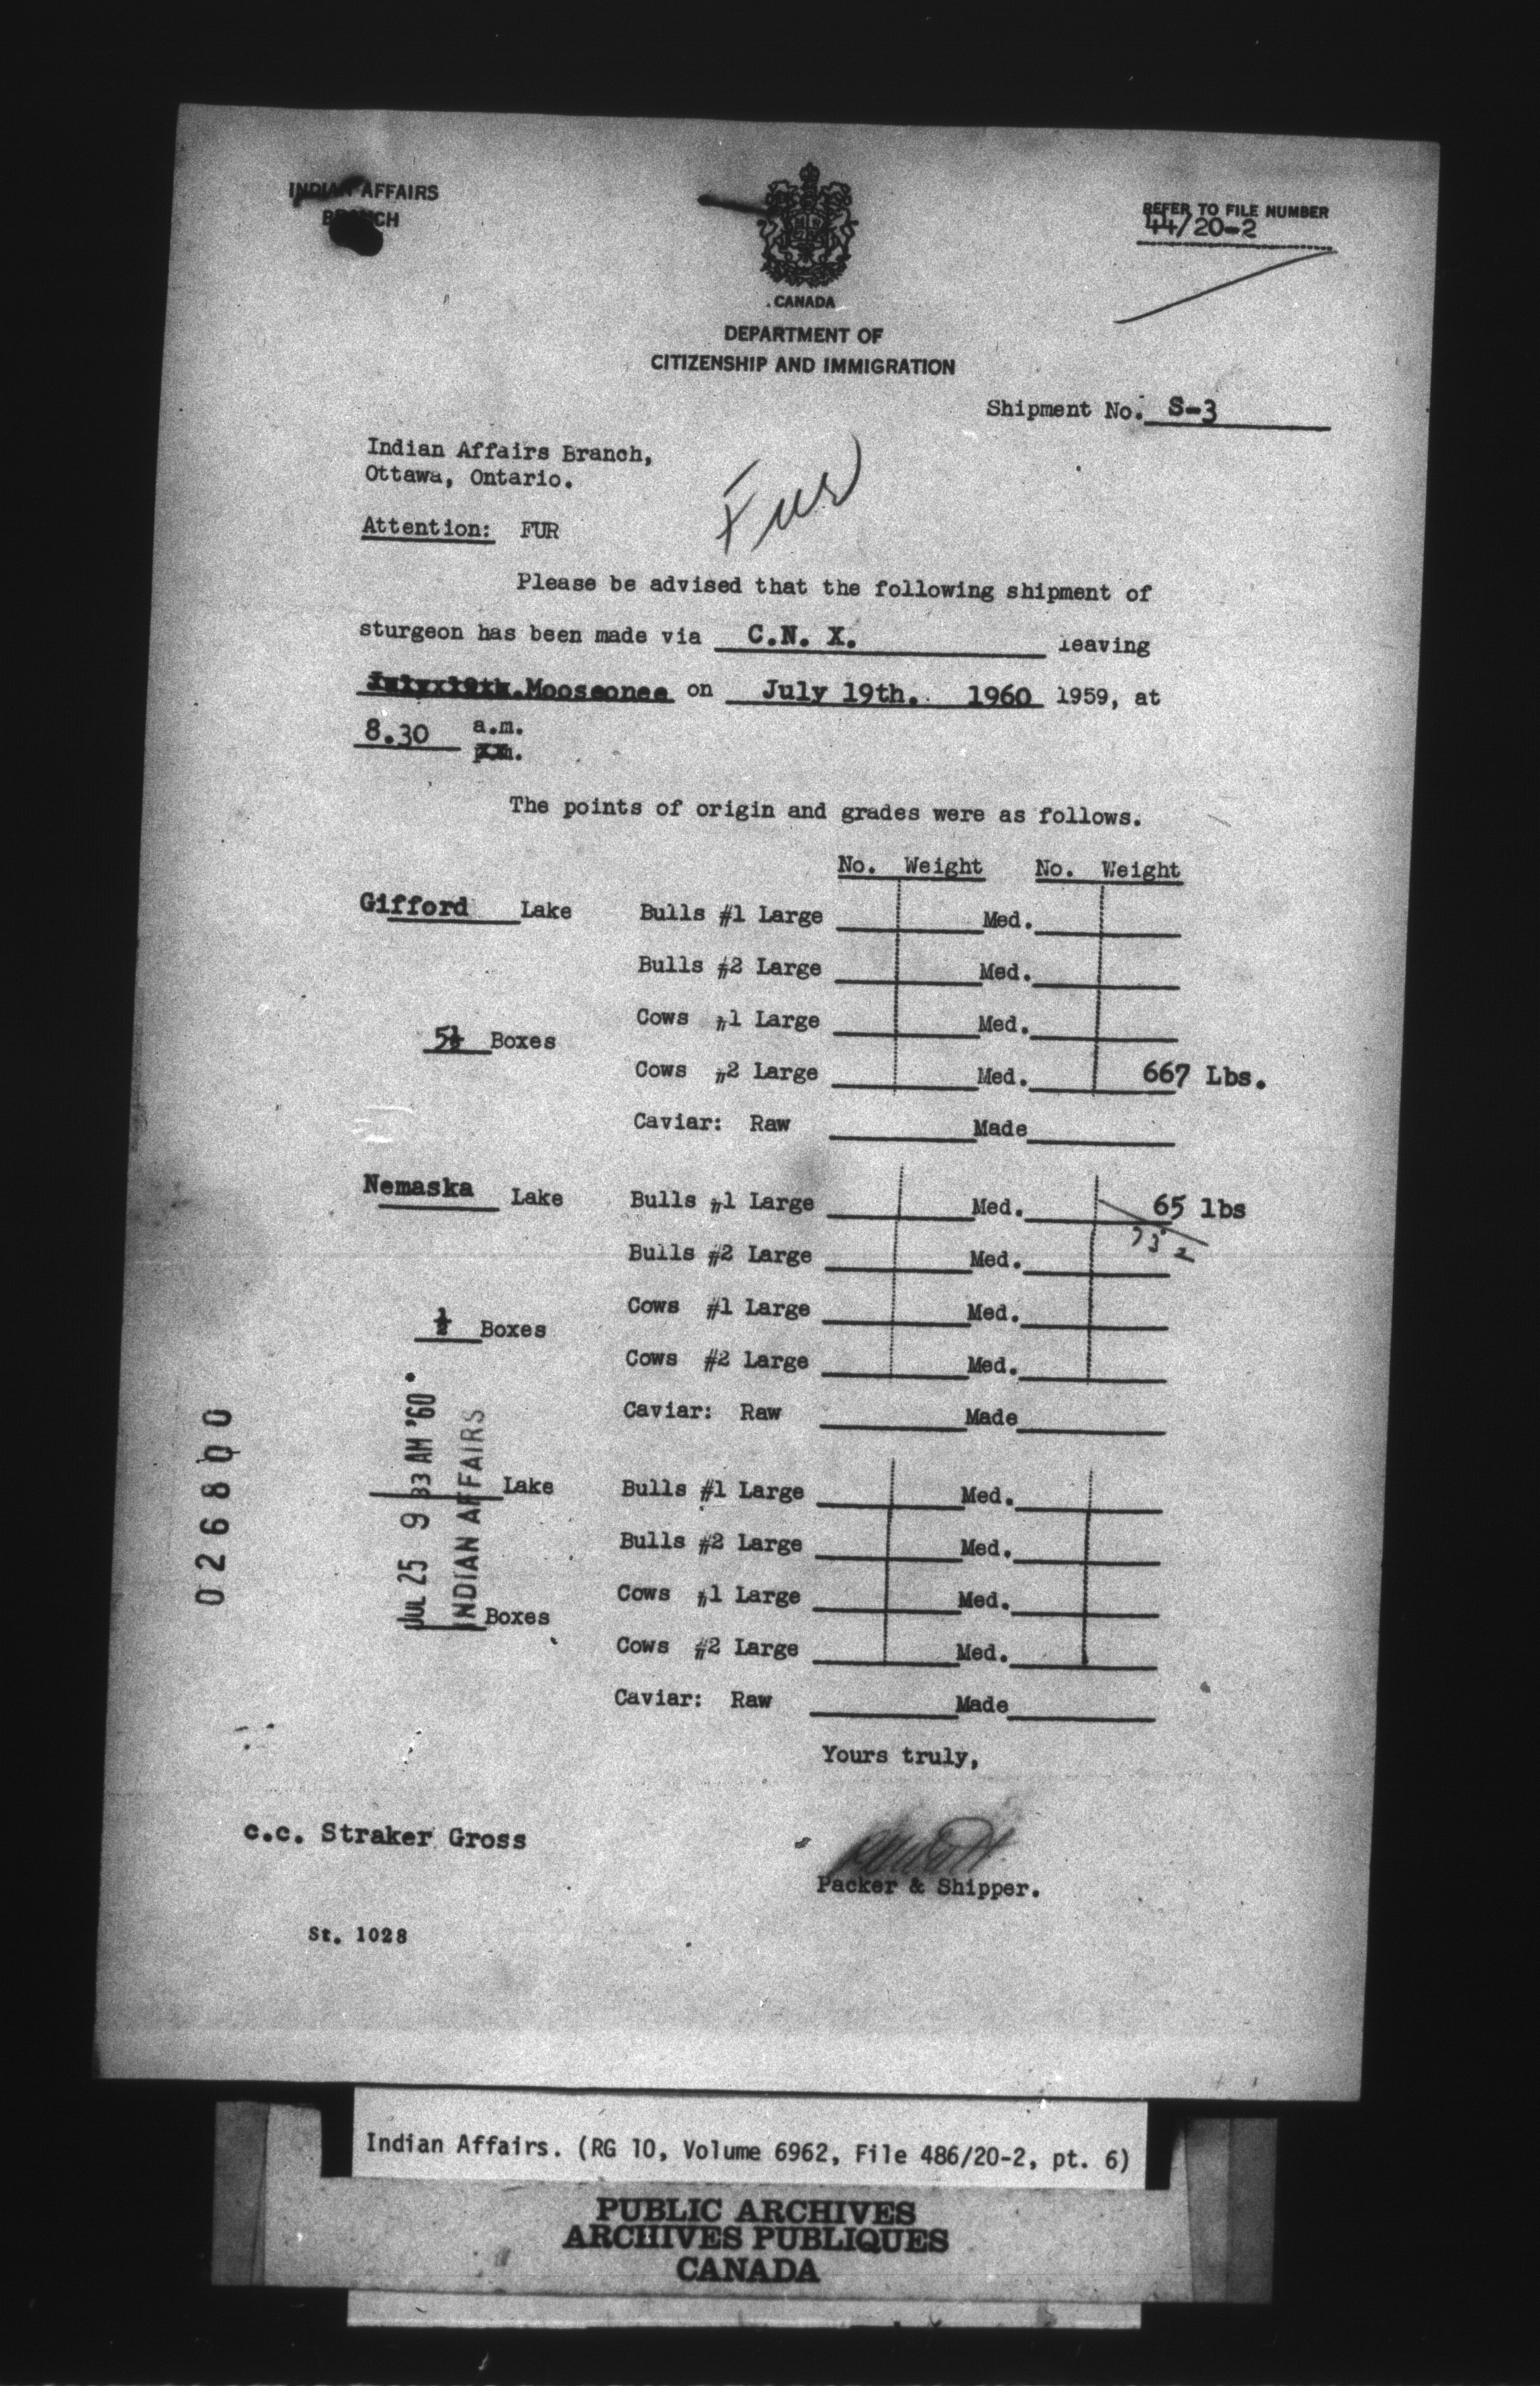 INDIAN AFFAIRS
BRANCH
REFER TO FILE NUMBER
44/20-2
CANADA
DEPARTMENT OF
CITIZENSHIP AND IMMIGRATION
Shipment No. S-3
Indian Affairs Branch,
Ottawa, Ontario.
Fur
Attention: FUR
Please be advised that the following shipment of
sturgeon has been made via C.N. X. leaving
July 19th. Mooseonee on July 19th. 1960 1959, at
8.30 a.m.
p.m.
The points of origin and grades were as follows.
No. Weight No. Weight
Gifford Lake Bulls #1 Large Med.
Bulls #2 Large Med.
Cows #1 Large Med.
5½ Boxes
Cows #2 Large Med. 667 Lbs.
Caviar: Raw Made
Nemaska Lake Bulls #1 Large Med. 65 lbs
732
Bulls #2 Large Med.
Cows #1 Large Med.
½ Boxes
Cows #2 Large Med.
Caviar: Raw Made
Lake Bulls #1 Large Med.
Bulls #2 Large Med.
Cows #1 Large Med.
Boxes
Cows #2 Large Med.
Caviar: Raw Made
026800
JUL 25 9 33 AM '60
INDIAN AFFAIRS
Yours truly,
c.c. Straker Gross
Packer & Shipper.
St. 1028
Indian Affairs. (RG 10, Volume 6962, File 486/20-2, pt. 6)
PUBLIC ARCHIVES
ARCHIVES PUBLIQUES
CANADA